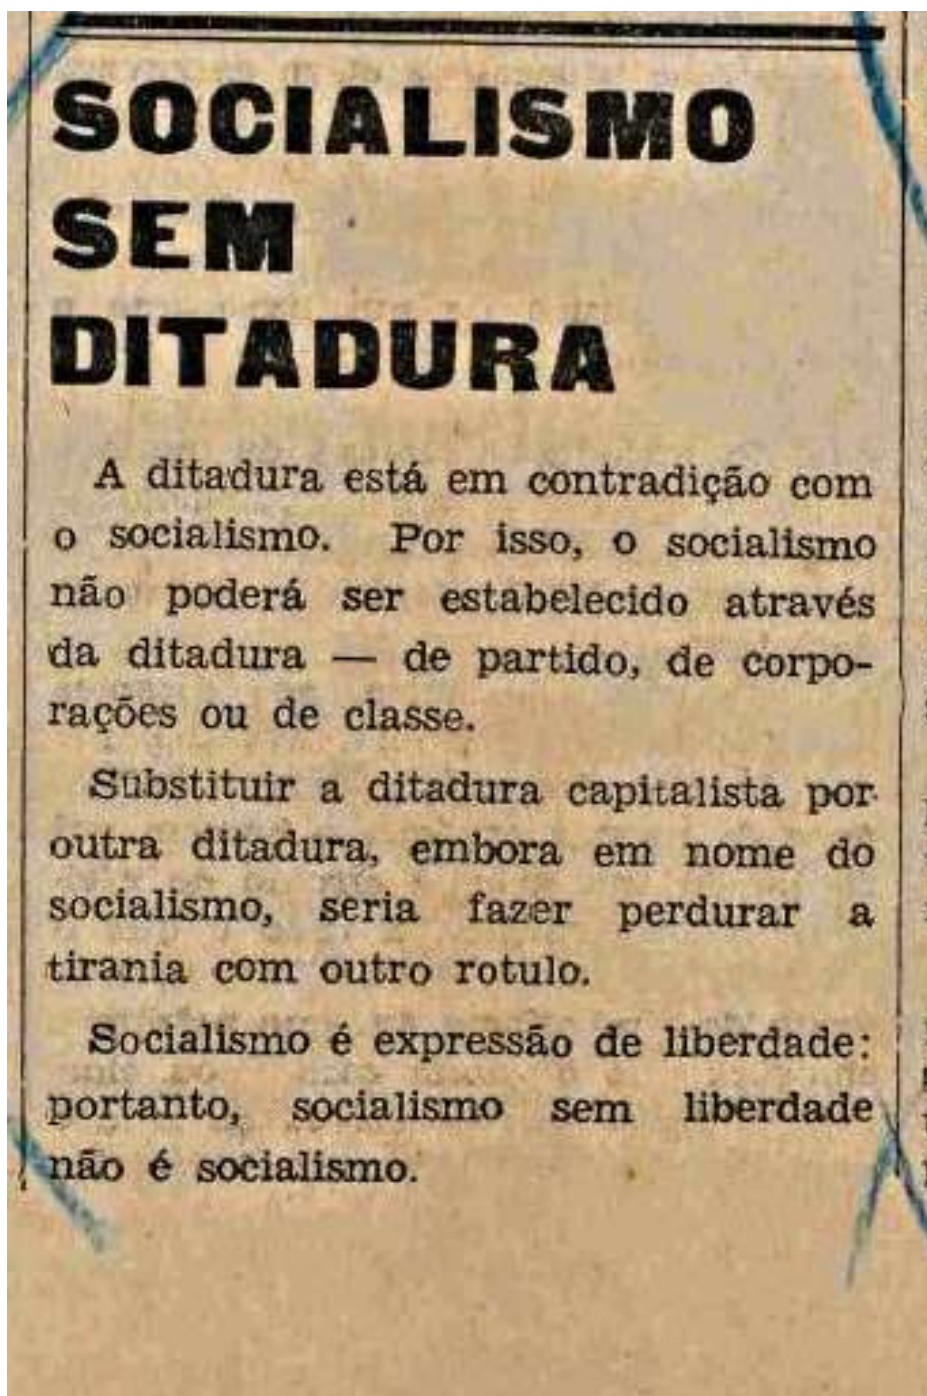 SOCIALISMO
SEM
DITADURA
A ditadura está em contradição com
o socialismo. Por isso, o socialismo
não poderá ser estabelecido através
da ditadura — de partido, de corpo-
rações ou de classe.
Substituir a ditadura capitalista por
outra ditadura, embora em nome do
socialismo, seria fazer perdurar a
tirania com outro rotulo.
Socialismo é expressão de liberdade:
portanto, socialismo sem liberdade
não é socialismo.